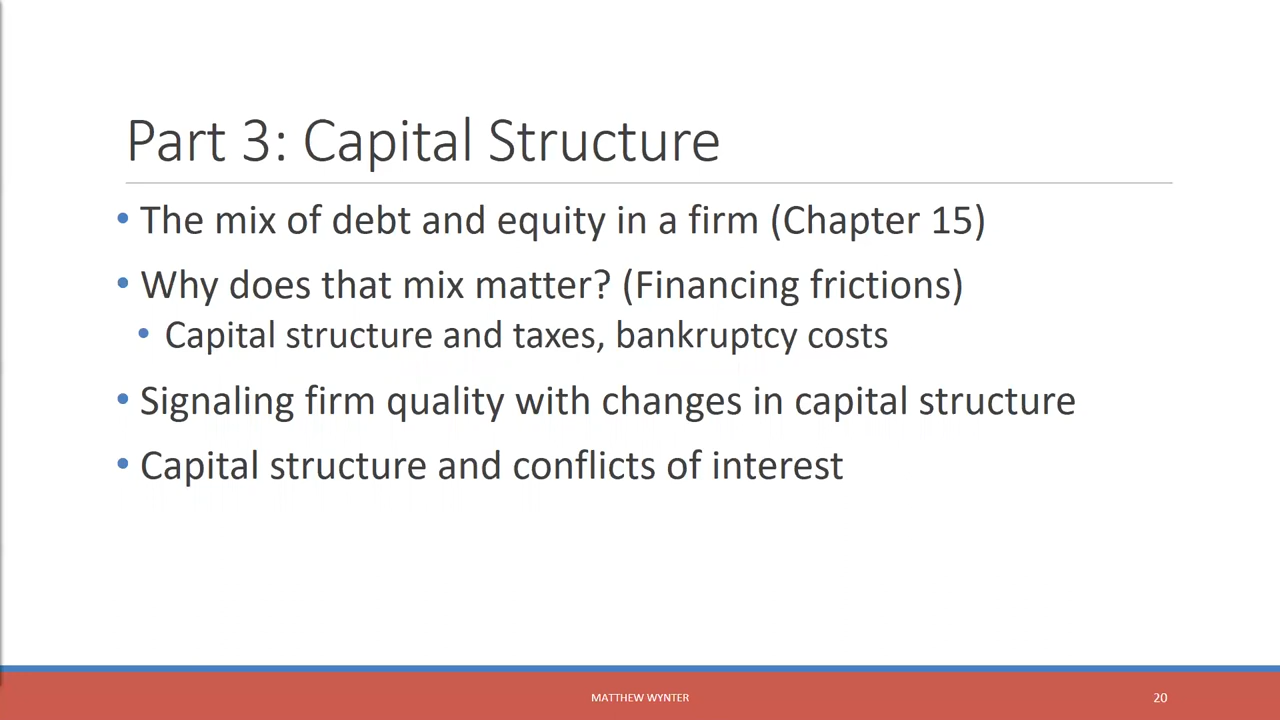 Part 3: Capital Structure
• The mix of debt and equity in a firm (Chapter 15)
• Why does that mix matter? (Financing frictions)
• Capital structure and taxes, bankruptcy costs
• Signaling firm quality with changes in capital structure
• Capital structure and conflicts of interest
MATTHEW WYNTER
20